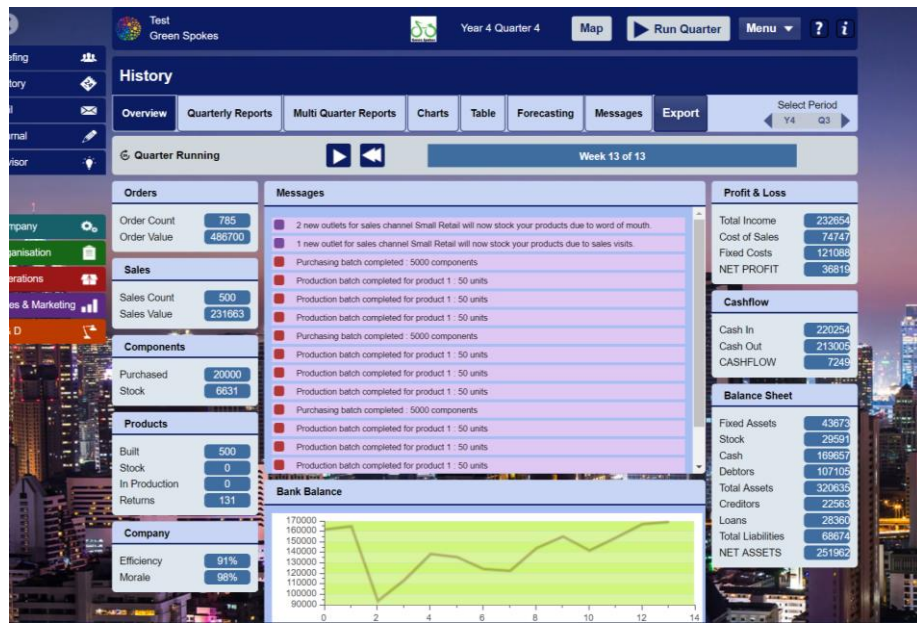 Test
Green Spokes
Year 4 Quarter 4
Map
Run Quarter
Menu
?
i
History
Overview
Quarterly Reports
Multi Quarter Reports
Charts
Table
Forecasting
Messages
Export
Select Period
Y4 Q3
Quarter Running
Week 13 of 13
Orders
Order Count 785
Order Value 486700
Sales
Sales Count 500
Sales Value 231663
Components
Purchased 20000
Stock 6631
Products
Built 500
Stock 0
In Production 0
Returns 131
Company
Efficiency 91%
Morale 98%
Messages
2 new outlets for sales channel Small Retail will now stock your products due to word of mouth.
1 new outlet for sales channel Small Retail will now stock your products due to sales visits.
Purchasing batch completed : 5000 components
Production batch completed for product 1 : 50 units
Production batch completed for product 1 : 50 units
Production batch completed for product 1 : 50 units
Purchasing batch completed : 5000 components
Production batch completed for product 1 : 50 units
Production batch completed for product 1 : 50 units
Production batch completed for product 1 : 50 units
Purchasing batch completed : 5000 components
Production batch completed for product 1 : 50 units
Production batch completed for product 1 : 50 units
Production batch completed for product 1 : 50 units
Bank Balance
170000
160000
150000
140000
130000
120000
110000
100000
90000
0 2 4 6 8 10 12 14
Profit & Loss
Total Income 232654
Cost of Sales 74747
Fixed Costs 121088
NET PROFIT 36819
Cashflow
Cash In 220254
Cash Out 213005
CASHFLOW 7249
Balance Sheet
Fixed Assets 43673
Stock 29591
Cash 169657
Debtors 107105
Total Assets 320635
Creditors 22563
Loans 28360
Total Liabilities 68674
NET ASSETS 251962